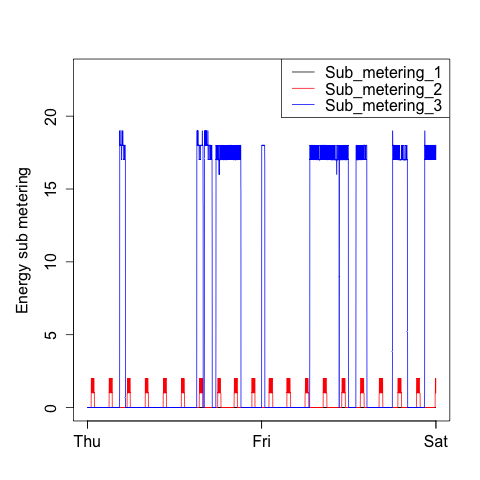 Sub_metering_1
Sub_metering_2
Sub_metering_3
Energy sub metering
20
15
10
5
0
Thu Fri Sat